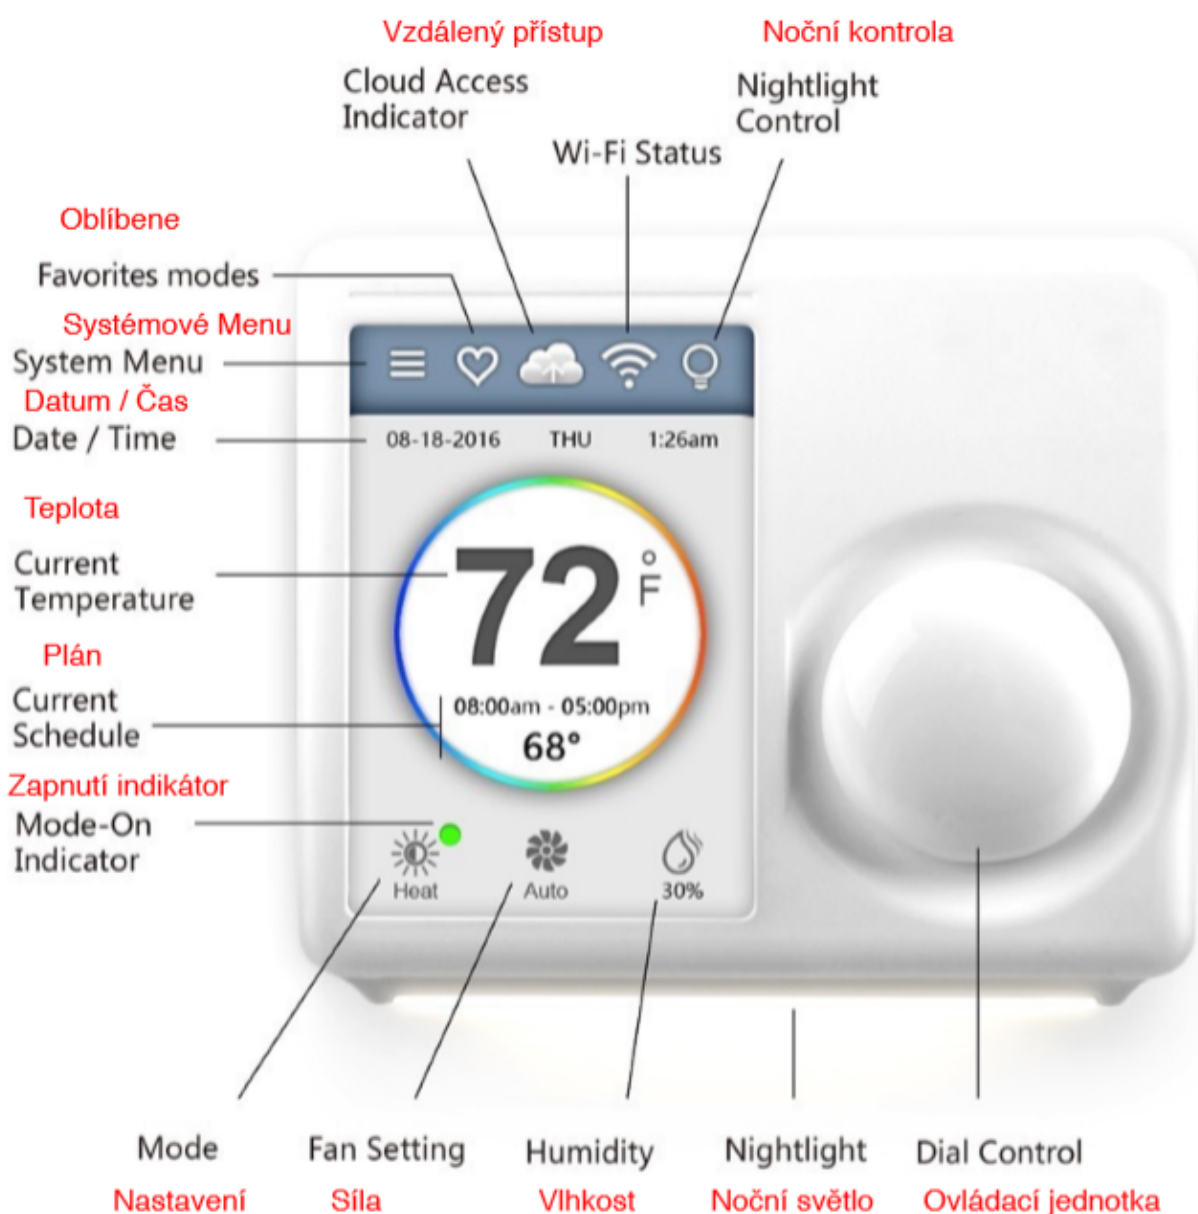 Vzdálený přístup
Noční kontrola
Cloud Access
Indicator
Nightlight
Control
Wi-Fi Status
Oblíbene
Favorites modes
Systémové Menu
System Menu
Datum / Čas
Date / Time
08-18-2016 THU 1:26am
Teplota
Current
Temperature
72°F
Plán
Current
Schedule
08:00am - 05:00pm
68°
Zapnutí indikátor
Mode-On
Indicator
Heat Auto 30%
Mode
Fan Setting
Humidity
Nightlight
Dial Control
Nastavení
Síla
Vlhkost
Noční světlo
Ovládací jednotka